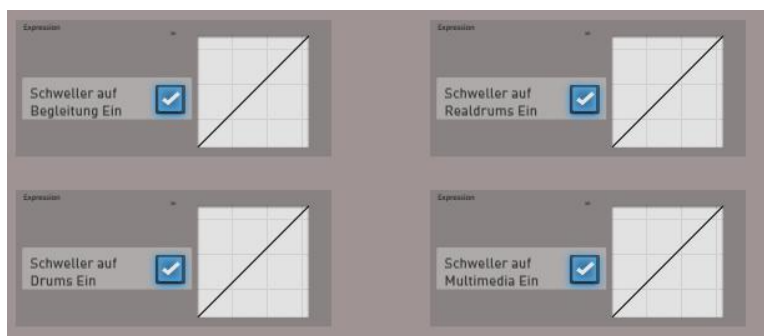 Expression
Schweller auf
Begleitung Ein
Expression
Schweller auf
Realdrums Ein
Expression
Schweller auf
Drums Ein
Expression
Schweller auf
Multimedia Ein